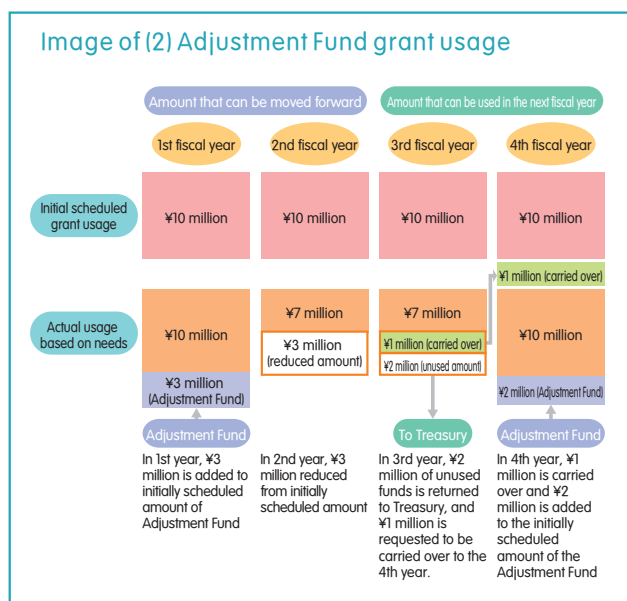 Image of (2) Adjustment Fund grant usage
Amount that can be moved forward
Amount that can be used in the next fiscal year
1st fiscal year
2nd fiscal year
3rd fiscal year
4th fiscal year
Initial scheduled
grant usage
¥10 million
¥10 million
¥10 million
¥10 million
¥1 million (carried over)
Actual usage
based on needs
¥10 million
¥3 million
(Adjustment Fund)
¥7 million
¥3 million
(reduced amount)
¥7 million
¥1 million (carried over)
¥2 million (unused amount)
¥10 million
¥2 million (Adjustment Fund)
Adjustment Fund
To Treasury
Adjustment Fund
In 1st year, ¥3
million is added to
initially scheduled
amount of
Adjustment Fund
In 2nd year, ¥3
million reduced
from initially
scheduled amount
In 3rd year, ¥2
million of unused
funds is returned
to Treasury, and
¥1 million is
requested to be
carried over to the
4th year.
In 4th year, ¥1
million is carried
over and ¥2
million is added
to the initially
scheduled
amount of the
Adjustment Fund